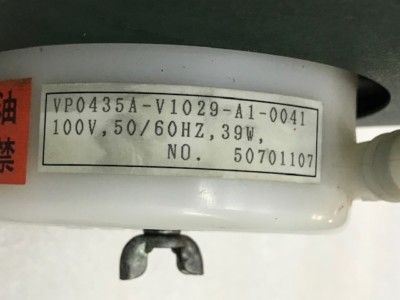 油
禁
VP0435A-V1029-A1-0041
100V,50/60HZ,39W,
NO. 50701107